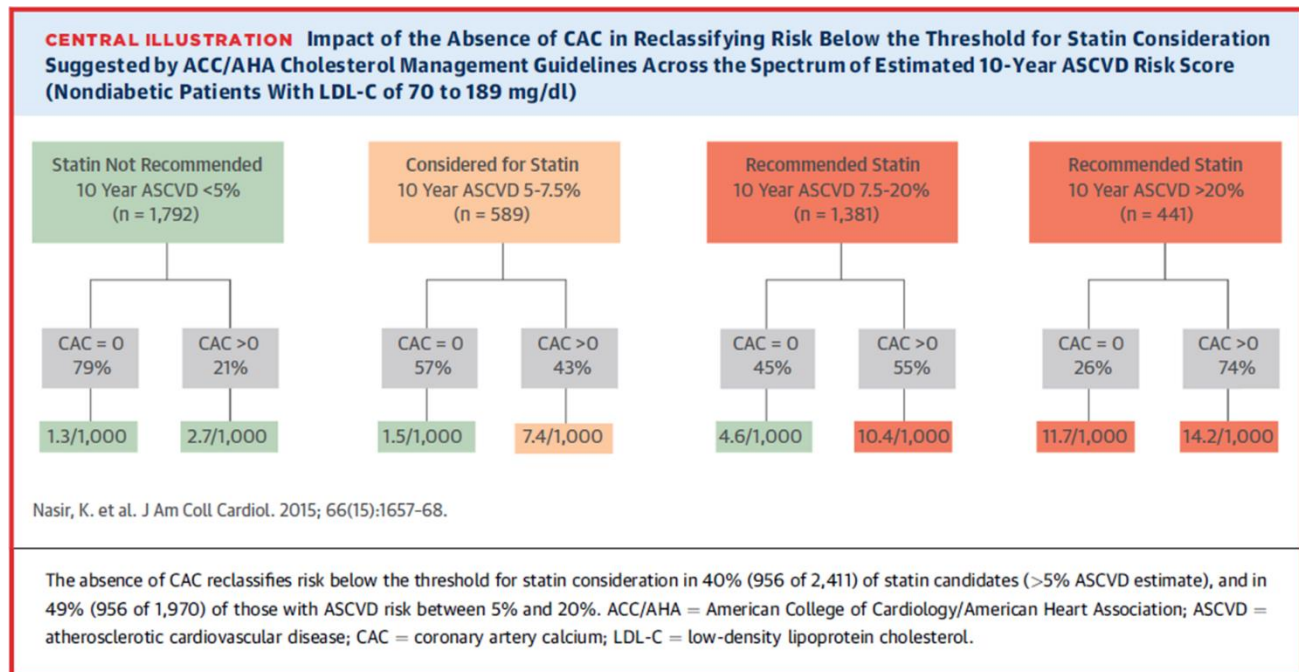 CENTRAL ILLUSTRATION Impact of the Absence of CAC in Reclassifying Risk Below the Threshold for Statin Consideration
Suggested by ACC/AHA Cholesterol Management Guidelines Across the Spectrum of Estimated 10-Year ASCVD Risk Score
(Nondiabetic Patients With LDL-C of 70 to 189 mg/dl)
Statin Not Recommended
10 Year ASCVD <5%
(n = 1,792)
Considered for Statin
10 Year ASCVD 5-7.5%
(n = 589)
Recommended Statin
10 Year ASCVD 7.5-20%
(n = 1,381)
Recommended Statin
10 Year ASCVD >20%
(n = 441)
CAC = 0
79%
CAC >0
21%
CAC = 0
57%
CAC >0
43%
CAC = 0
45%
CAC >0
55%
CAC = 0
26%
CAC >0
74%
1.3/1,000
2.7/1,000
1.5/1,000
7.4/1,000
4.6/1,000
10.4/1,000
11.7/1,000
14.2/1,000
Nasir, K. et al. J Am Coll Cardiol. 2015; 66(15):1657–68.
The absence of CAC reclassifies risk below the threshold for statin consideration in 40% (956 of 2,411) of statin candidates (>5% ASCVD estimate), and in
49% (956 of 1,970) of those with ASCVD risk between 5% and 20%. ACC/AHA = American College of Cardiology/American Heart Association; ASCVD =
atherosclerotic cardiovascular disease; CAC = coronary artery calcium; LDL-C = low-density lipoprotein cholesterol.